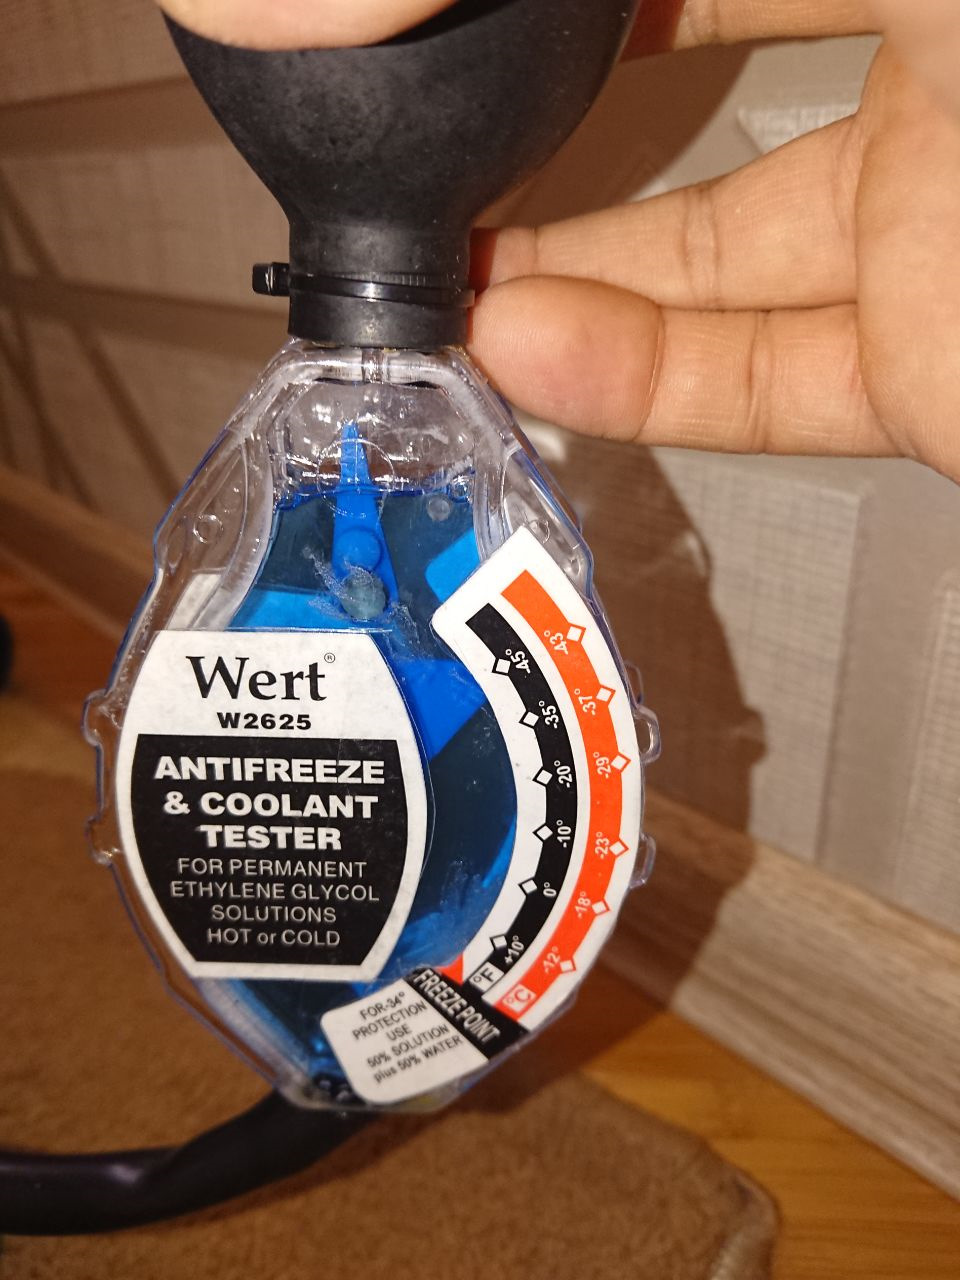 Wert®
W2625
ANTIFREEZE
& COOLANT
TESTER
FOR PERMANENT
ETHYLENE GLYCOL
SOLUTIONS
HOT or COLD
-45°
-35°
-20°
-10°
0°
+10°
°F
-43°
-37°
-29°
-23°
-18°
-12°
°C
FREEZE POINT
FOR-34°
PROTECTION
USE
50% SOLUTION
plus 50% WATER